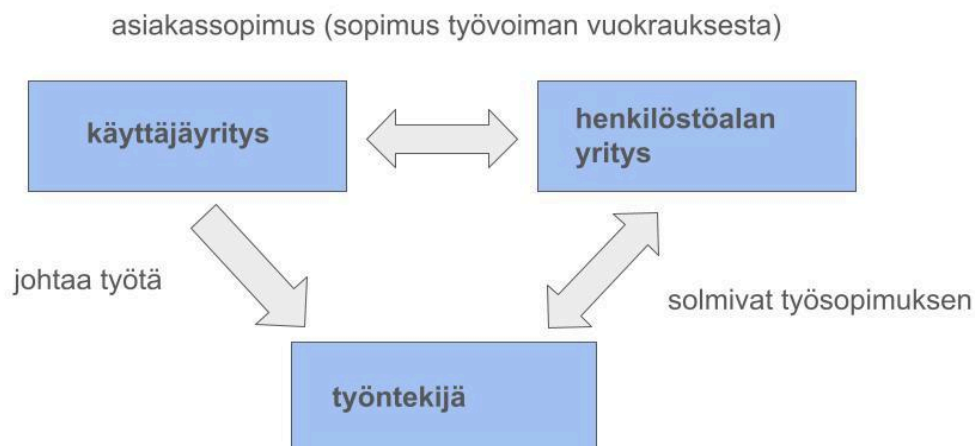 asiakassopimus (sopimus työvoiman vuokrauksesta)
käyttäjäyritys
henkilöstöalan
yritys
johtaa työtä
solmivat työsopimuksen
työntekijä